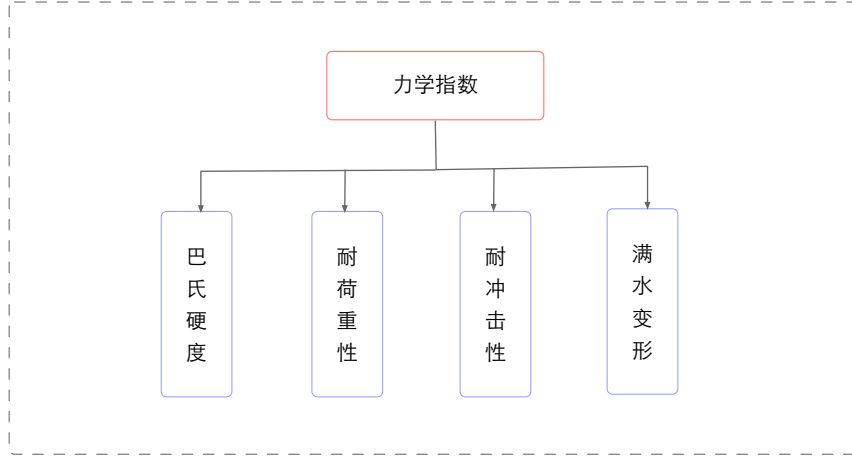 力学指数
巴氏硬度
耐荷重性
耐冲击性
满水变形